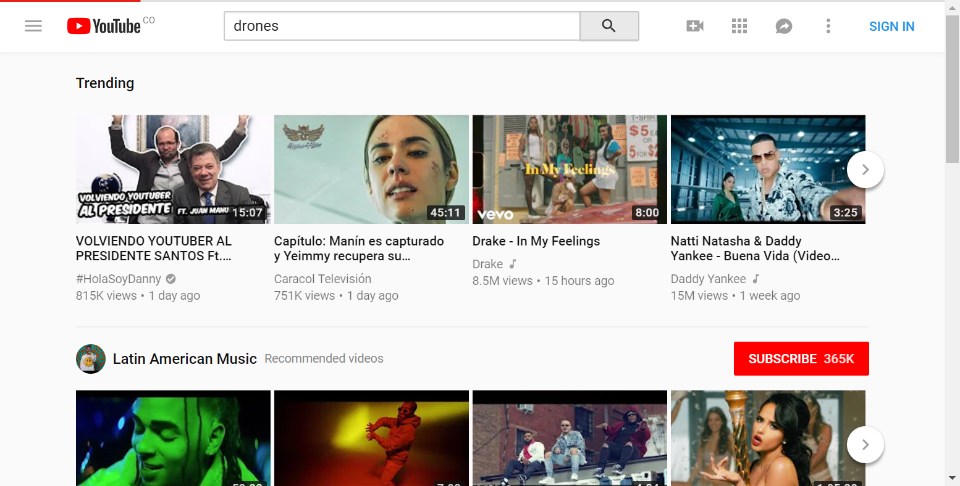 YouTube CO
drones
SIGN IN
Trending
VOLVIENDO YOUTUBER
AL PRESIDENTE FT. JUAN MANU
15:07
45:11
T-SHIR
$5
In My Feelings
vevo
8:00
3:25
VOLVIENDO YOUTUBER AL
PRESIDENTE SANTOS Ft....
#HolaSoyDanny
815K views • 1 day ago
Capítulo: Manín es capturado
y Yeimmy recupera su...
Caracol Televisión
751K views • 1 day ago
Drake - In My Feelings
Drake
8.5M views • 15 hours ago
Natti Natasha & Daddy
Yankee - Buena Vida (Video...
Daddy Yankee
15M views • 1 week ago
Latin American Music Recommended videos
SUBSCRIBE 365K